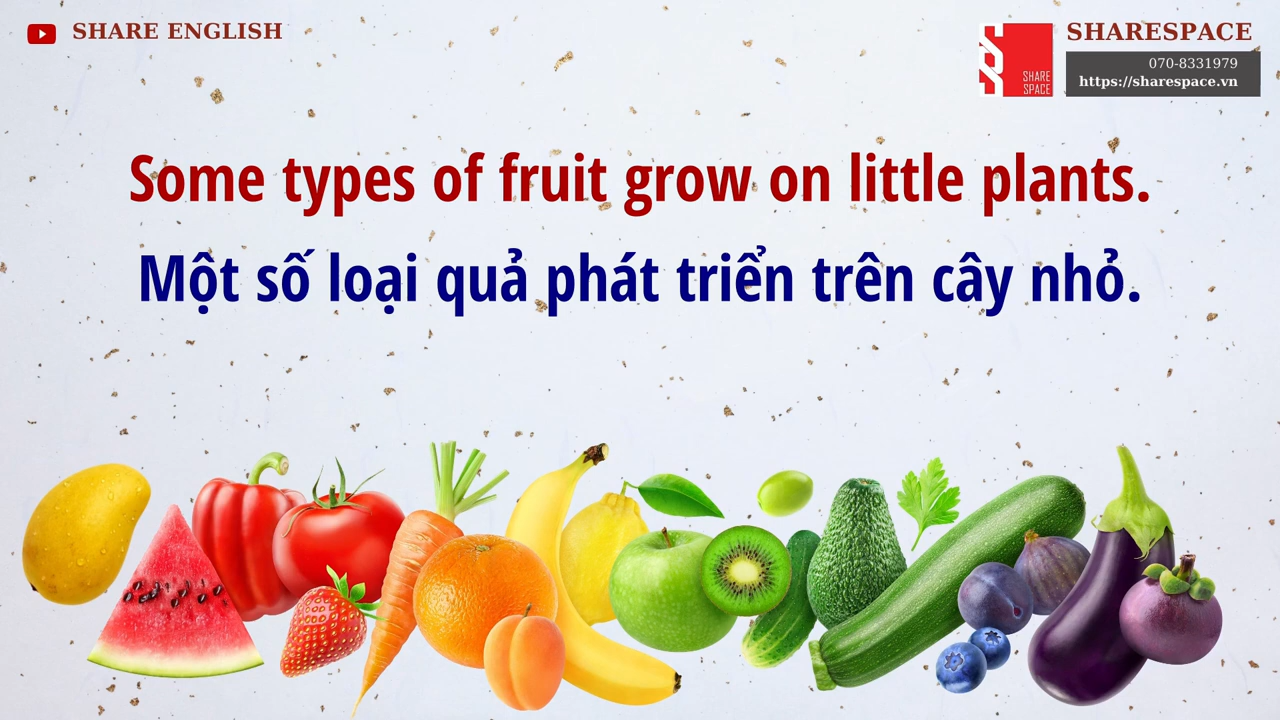 SHARE ENGLISH
SHARE SPACE
SHARESPACE
070-8331979
https://sharespace.vn
Some types of fruit grow on little plants.
Một số loại quả phát triển trên cây nhỏ.